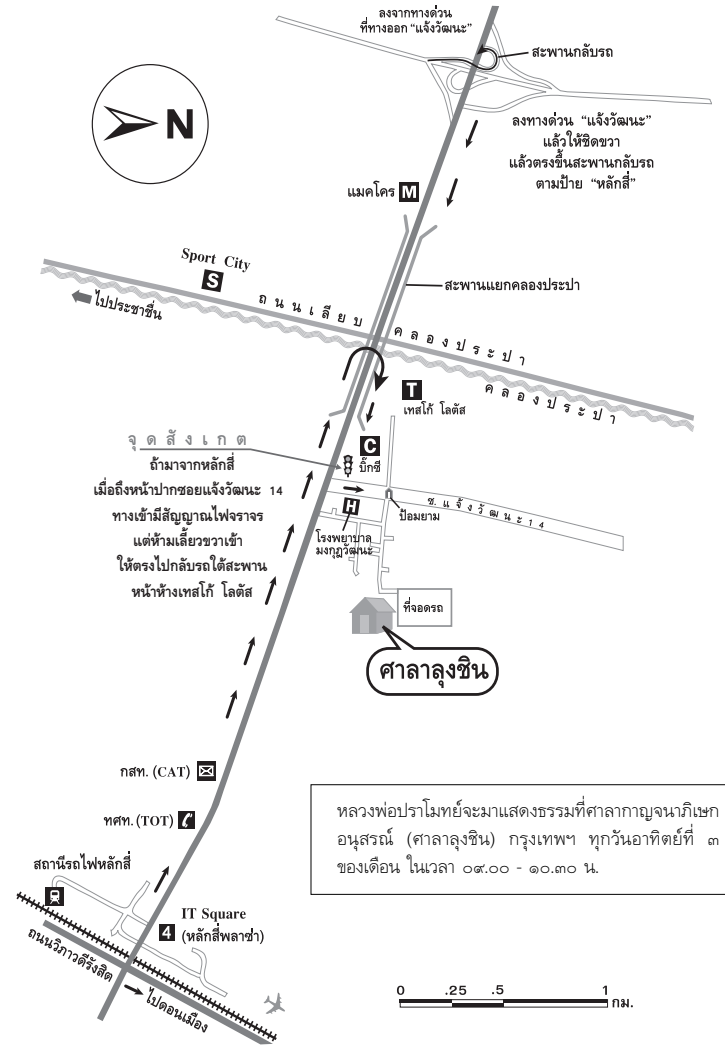 ลงจากทางด่วน
ที่ทางออก “แจ้งวัฒนะ”
สะพานกลับรถ
N
ลงทางด่วน “แจ้งวัฒนะ”
แล้วให้ชิดขวา
แล้วตรงขึ้นสะพานกลับรถ
ตามป้าย “หลักสี่”
แมคโคร M
Sport City
S
สะพานแยกคลองประปา
ไปประชาชื่น
ถนนเลียบ คลองประปา
คลองประปา
T
เทสโก้ โลตัส
จุดสังเกต
ถ้ามาจากหลักสี่
เมื่อถึงหน้าปากซอยแจ้งวัฒนะ 14
ทางเข้ามีสัญญาณไฟจราจร
แต่ห้ามเลี้ยวขวาเข้า
ให้ตรงไปกลับรถใต้สะพาน
หน้าห้างเทสโก้ โลตัส
C
บิ๊กซี
H
โรงพยาบาล
มงกุฎวัฒนะ
ป้อมยาม
ซ.แจ้งวัฒนะ14
ที่จอดรถ
ศาลาลุงชิน
กสท. (CAT)
ทศท. (TOT)
หลวงพ่อปราโมทย์จะมาแสดงธรรมที่ศาลากาญจนาภิเษก
อนุสรณ์ (ศาลาลุงชิน) กรุงเทพฯ ทุกวันอาทิตย์ที่ ๓
ของเดือน ในเวลา ๐๙.๐๐ - ๑๐.๓๐ น.
สถานีรถไฟหลักสี่
IT Square
4 (หลักสี่พลาซ่า)
ถนนวิภาวดีรังสิต
ไปดอนเมือง
0 .25 .5 1
กม.